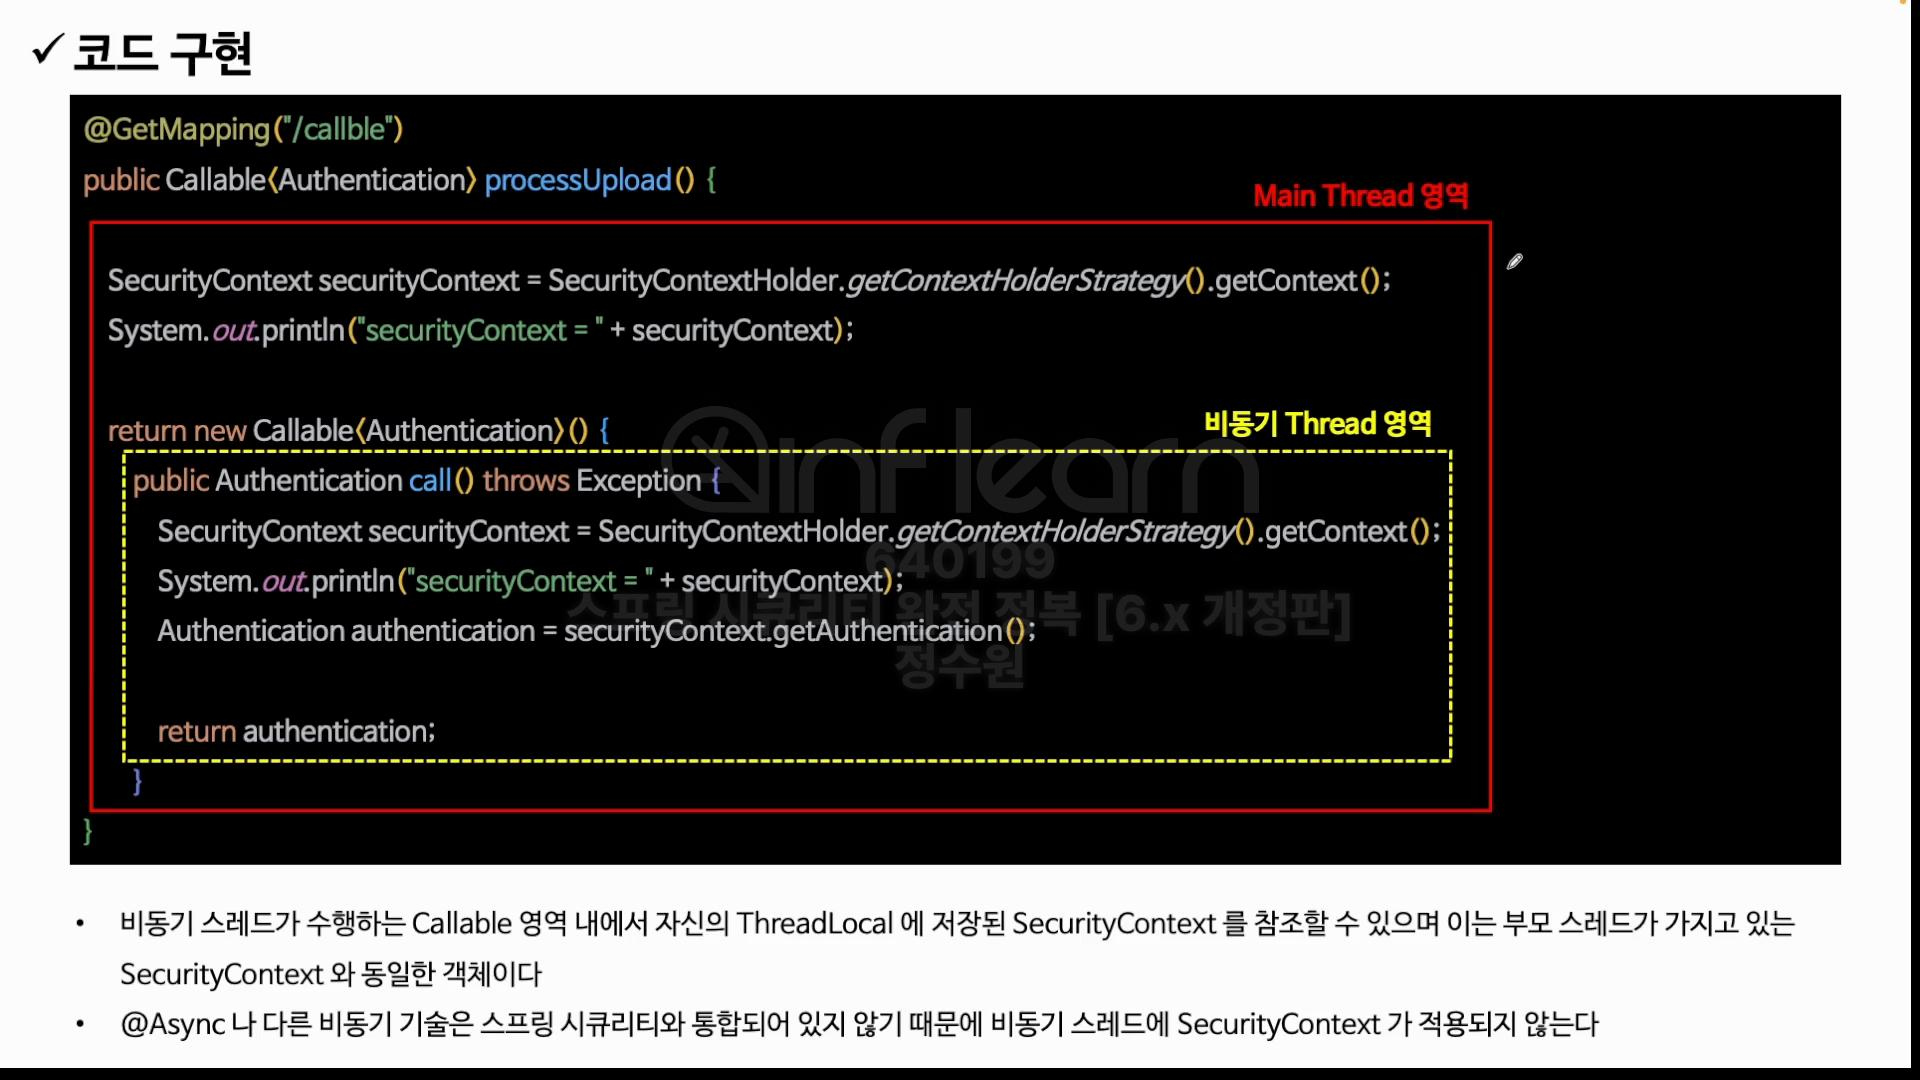 ✓ 코드 구현
@GetMapping("/callble")
public Callable<Authentication> processUpload() {
Main Thread 영역
SecurityContext securityContext = SecurityContextHolder.getContextHolderStrategy().getContext();
System.out.println("securityContext = " + securityContext);
return new Callable<Authentication>() {
비동기 Thread 영역
public Authentication call() throws Exception {
SecurityContext securityContext = SecurityContextHolder.getContextHolderStrategy().getContext();
System.out.println("securityContext = " + securityContext);
Authentication authentication = securityContext.getAuthentication();
return authentication;
}
}
inflearn
640199
스프링 시큐리티 완전 정복 [6.x 개정판]
정수원
• 비동기 스레드가 수행하는 Callable 영역 내에서 자신의 ThreadLocal 에 저장된 SecurityContext 를 참조할 수 있으며 이는 부모 스레드가 가지고 있는
SecurityContext 와 동일한 객체이다
• @Async 나 다른 비동기 기술은 스프링 시큐리티와 통합되어 있지 않기 때문에 비동기 스레드에 SecurityContext 가 적용되지 않는다